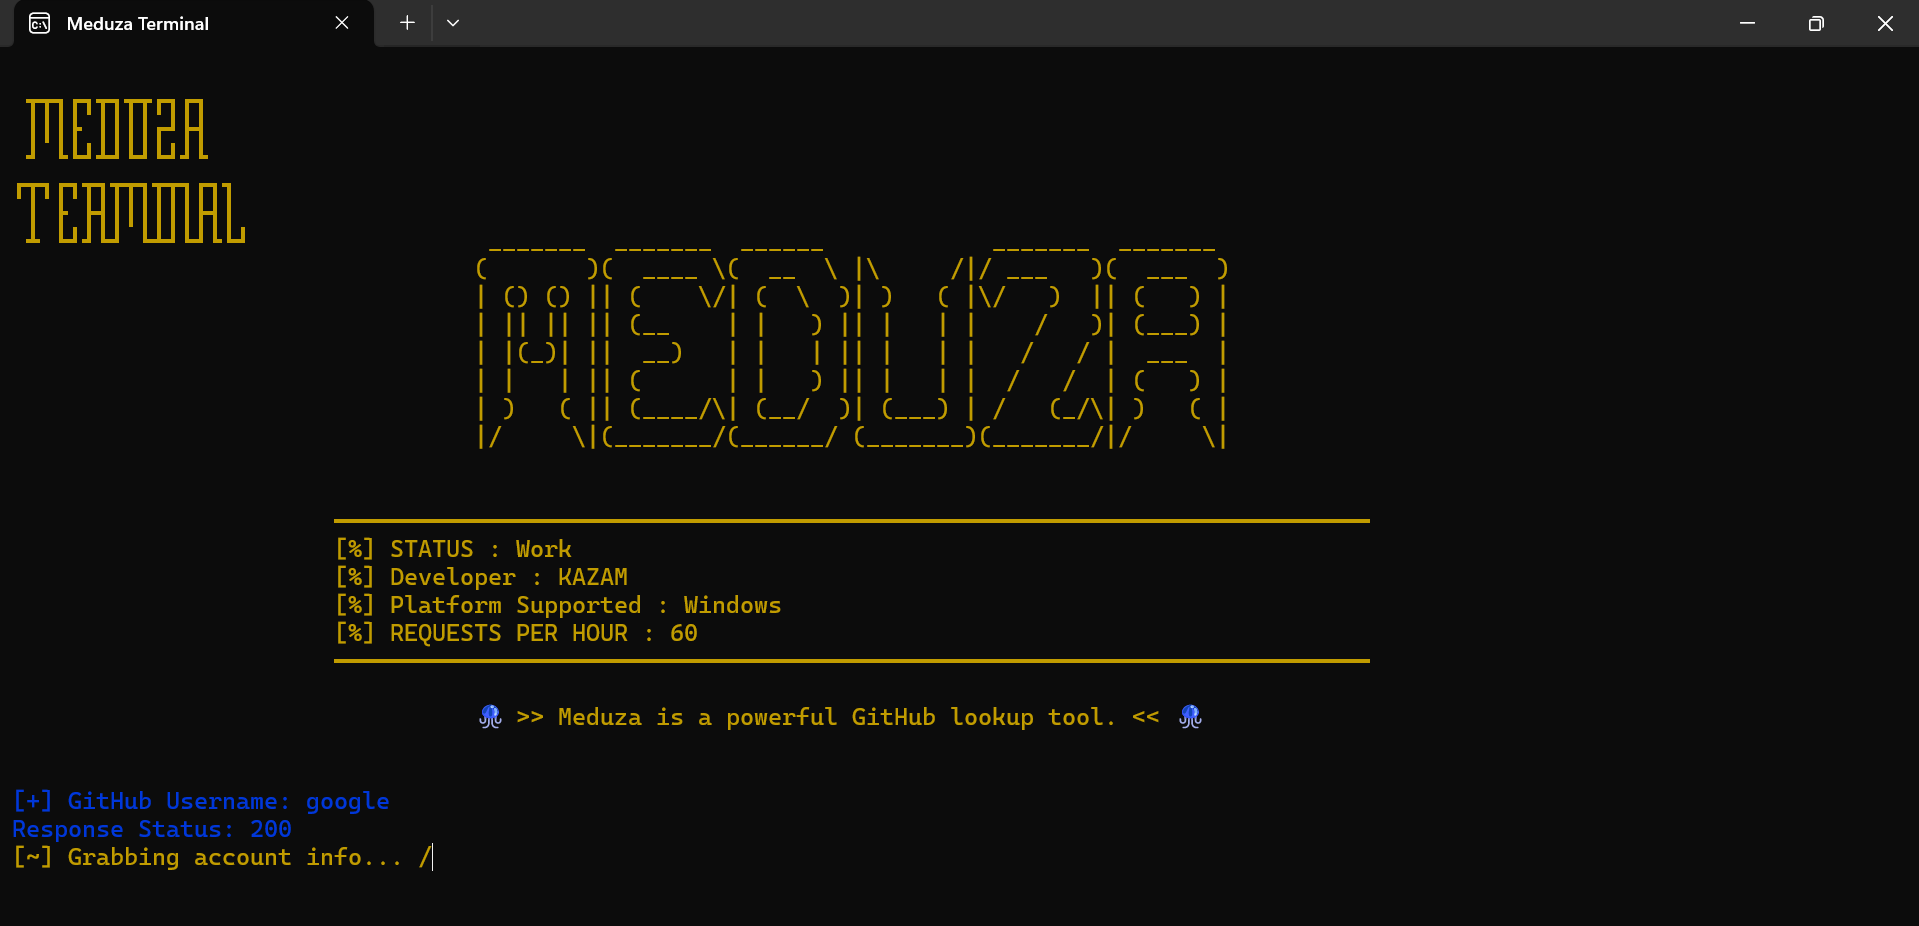 Meduza Terminal
MEDUZA
TERMINAL
MEDUZA
[%] STATUS : Work
[%] Developer : KAZAM
[%] Platform Supported : Windows
[%] REQUESTS PER HOUR : 60
>> Meduza is a powerful GitHub lookup tool. <<
[+] GitHub Username: google
Response Status: 200
[~] Grabbing account info... /